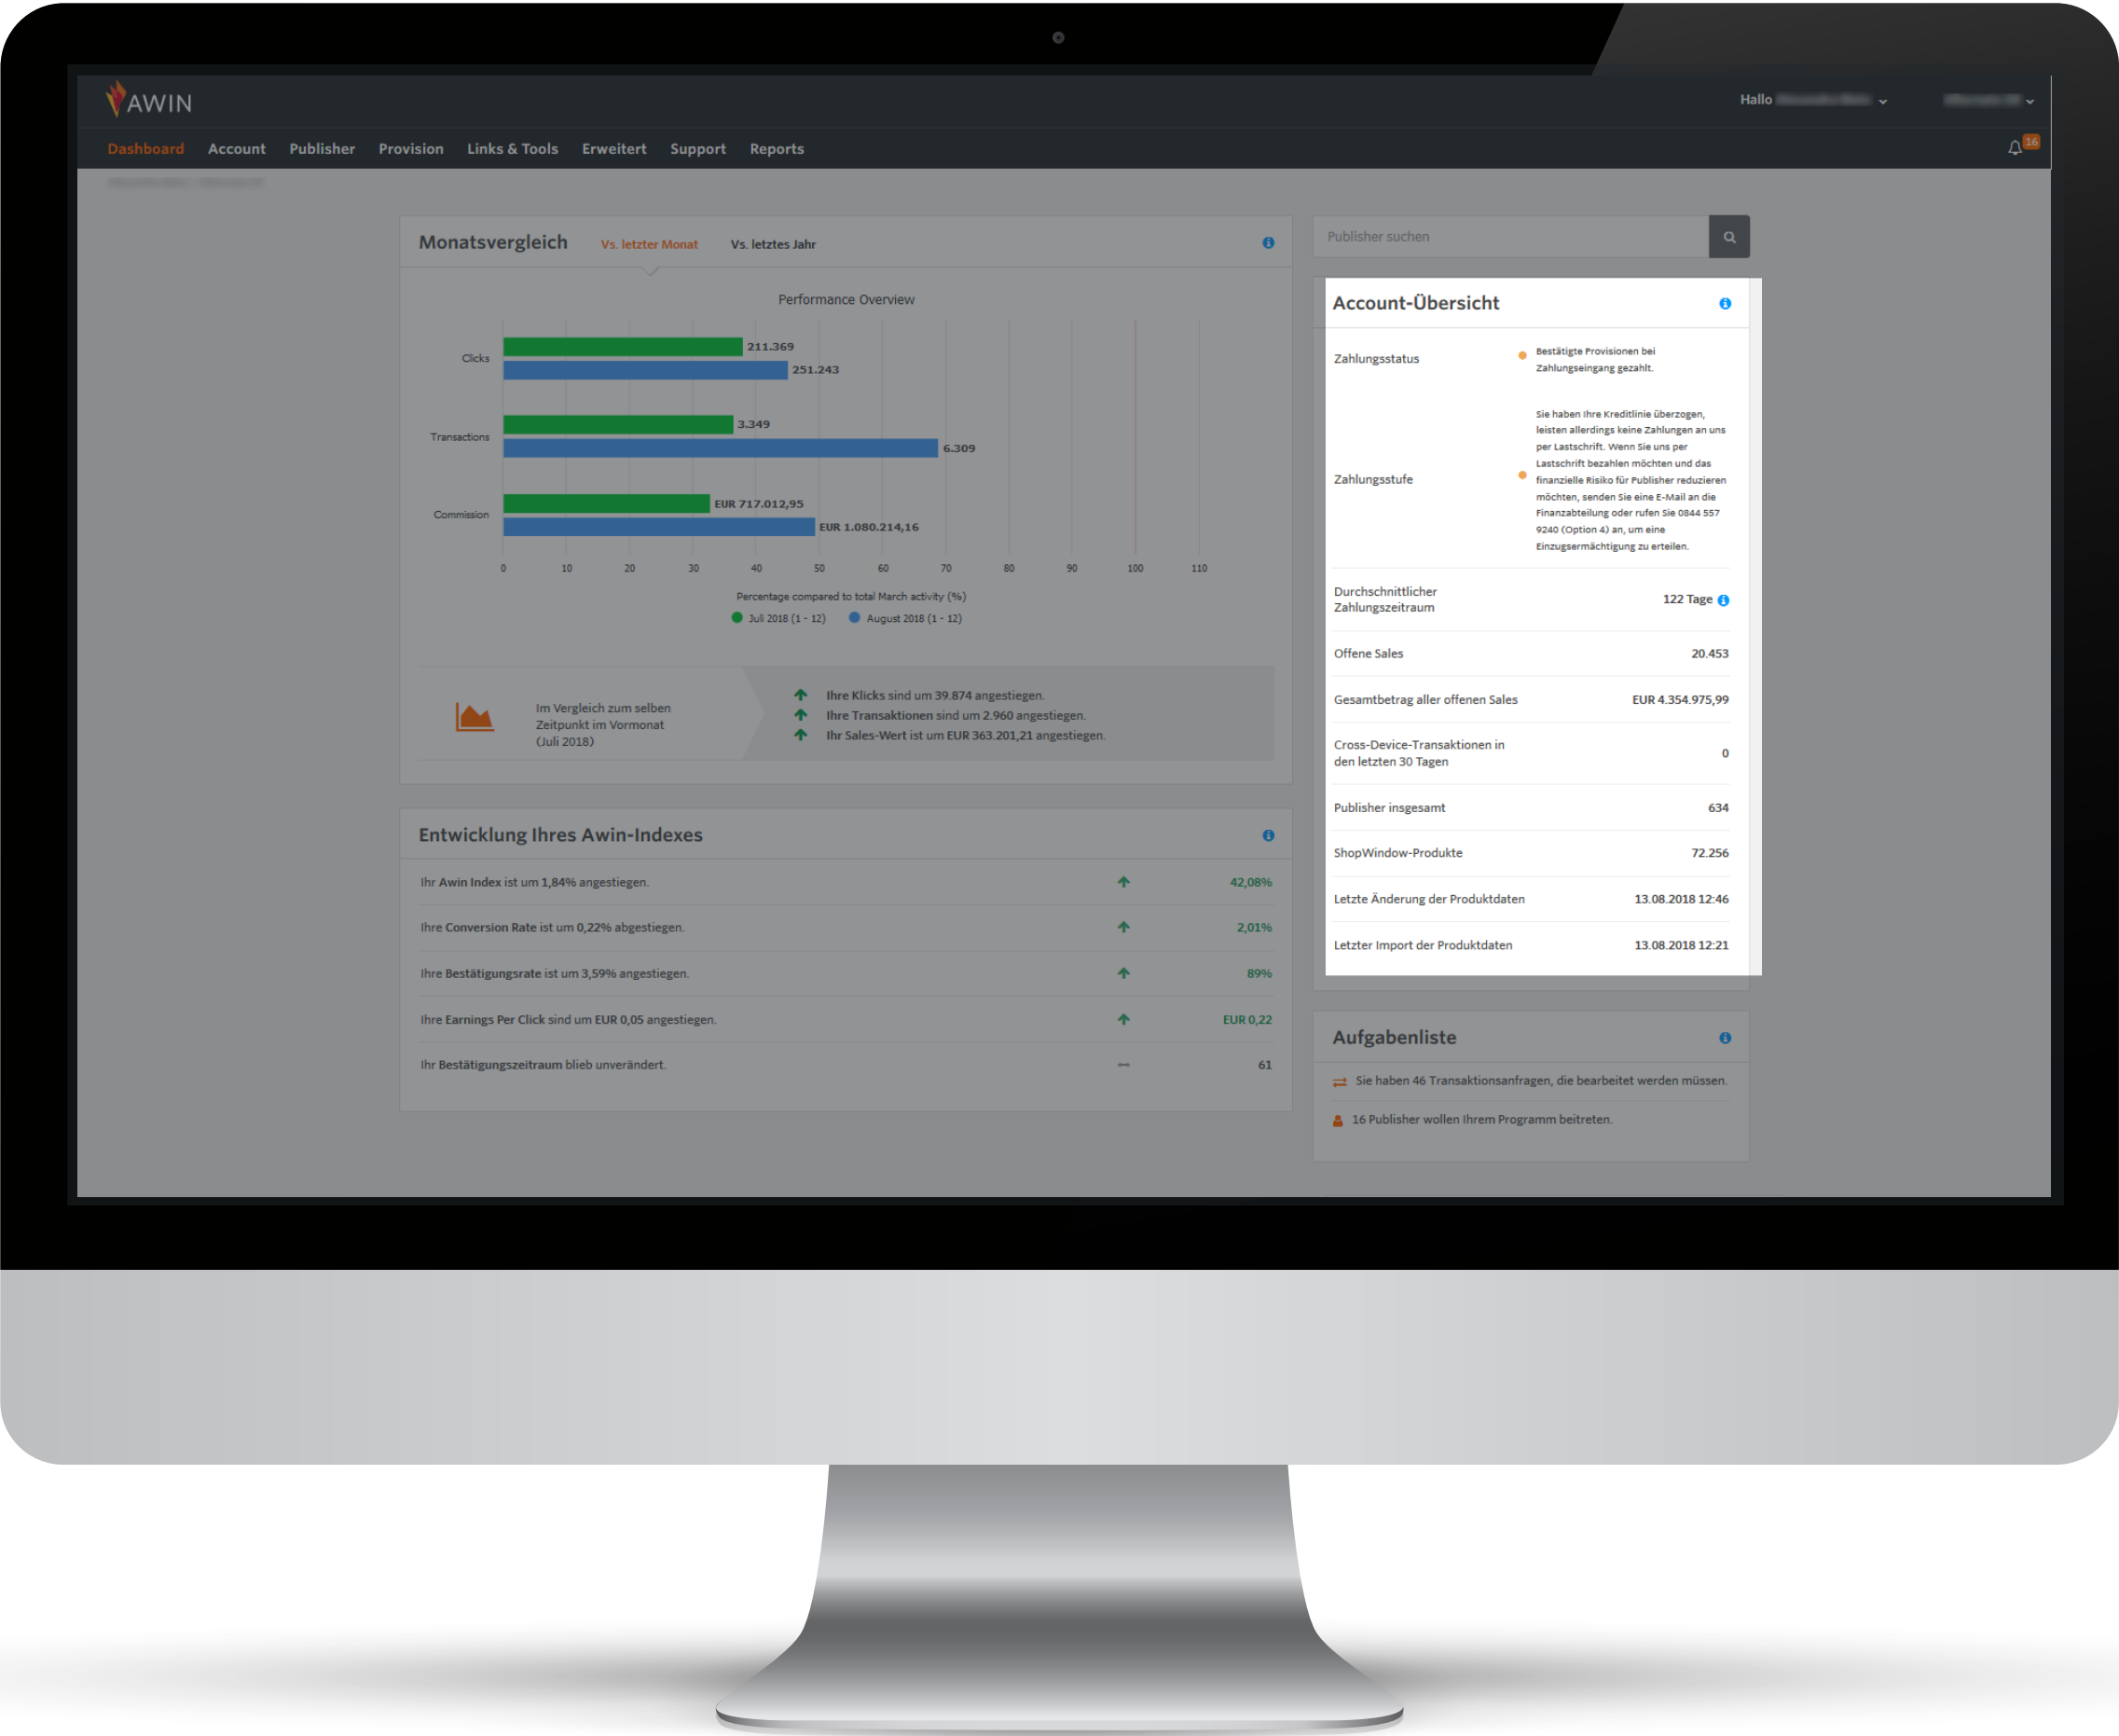 AWIN
Hallo
Dashboard Account Publisher Provision Links & Tools Erweitert Support Reports
16
Monatsvergleich Vs. letzter Monat Vs. letztes Jahr
Performance Overview
Clicks
211.369
251.243
Transactions
3.349
6.309
Commission
EUR 717.012,95
EUR 1.080.214,16
0 10 20 30 40 50 60 70 80 90 100 110
Percentage compared to total March activity (%)
Juli 2018 (1 - 12) August 2018 (1 - 12)
Im Vergleich zum selben
Zeitpunkt im Vormonat
(Juli 2018)
Ihre Klicks sind um 39.874 angestiegen.
Ihre Transaktionen sind um 2.960 angestiegen.
Ihr Sales-Wert ist um EUR 363.201,21 angestiegen.
Entwicklung Ihres Awin-Indexes
Ihr Awin Index ist um 1,84% angestiegen. 42,08%
Ihre Conversion Rate ist um 0,22% abgestiegen. 2,01%
Ihre Bestätigungsrate ist um 3,59% angestiegen. 89%
Ihre Earnings Per Click sind um EUR 0,05 angestiegen. EUR 0,22
Ihr Bestätigungszeitraum blieb unverändert. 61
Publisher suchen
Account-Übersicht
Zahlungsstatus
Bestätigte Provisionen bei
Zahlungseingang gezahlt.
Zahlungsstufe
Sie haben Ihre Kreditlinie überzogen,
leisten allerdings keine Zahlungen an uns
per Lastschrift. Wenn Sie uns per
Lastschrift bezahlen möchten und das
finanzielle Risiko für Publisher reduzieren
möchten, senden Sie eine E-Mail an die
Finanzabteilung oder rufen Sie 0844 557
9240 (Option 4) an, um eine
Einzugsermächtigung zu erteilen.
Durchschnittlicher
Zahlungszeitraum
122 Tage
Offene Sales 20.453
Gesamtbetrag aller offenen Sales EUR 4.354.975,99
Cross-Device-Transaktionen in
den letzten 30 Tagen
0
Publisher insgesamt 634
ShopWindow-Produkte 72.256
Letzte Änderung der Produktdaten 13.08.2018 12:46
Letzter Import der Produktdaten 13.08.2018 12:21
Aufgabenliste
Sie haben 46 Transaktionsanfragen, die bearbeitet werden müssen.
16 Publisher wollen Ihrem Programm beitreten.